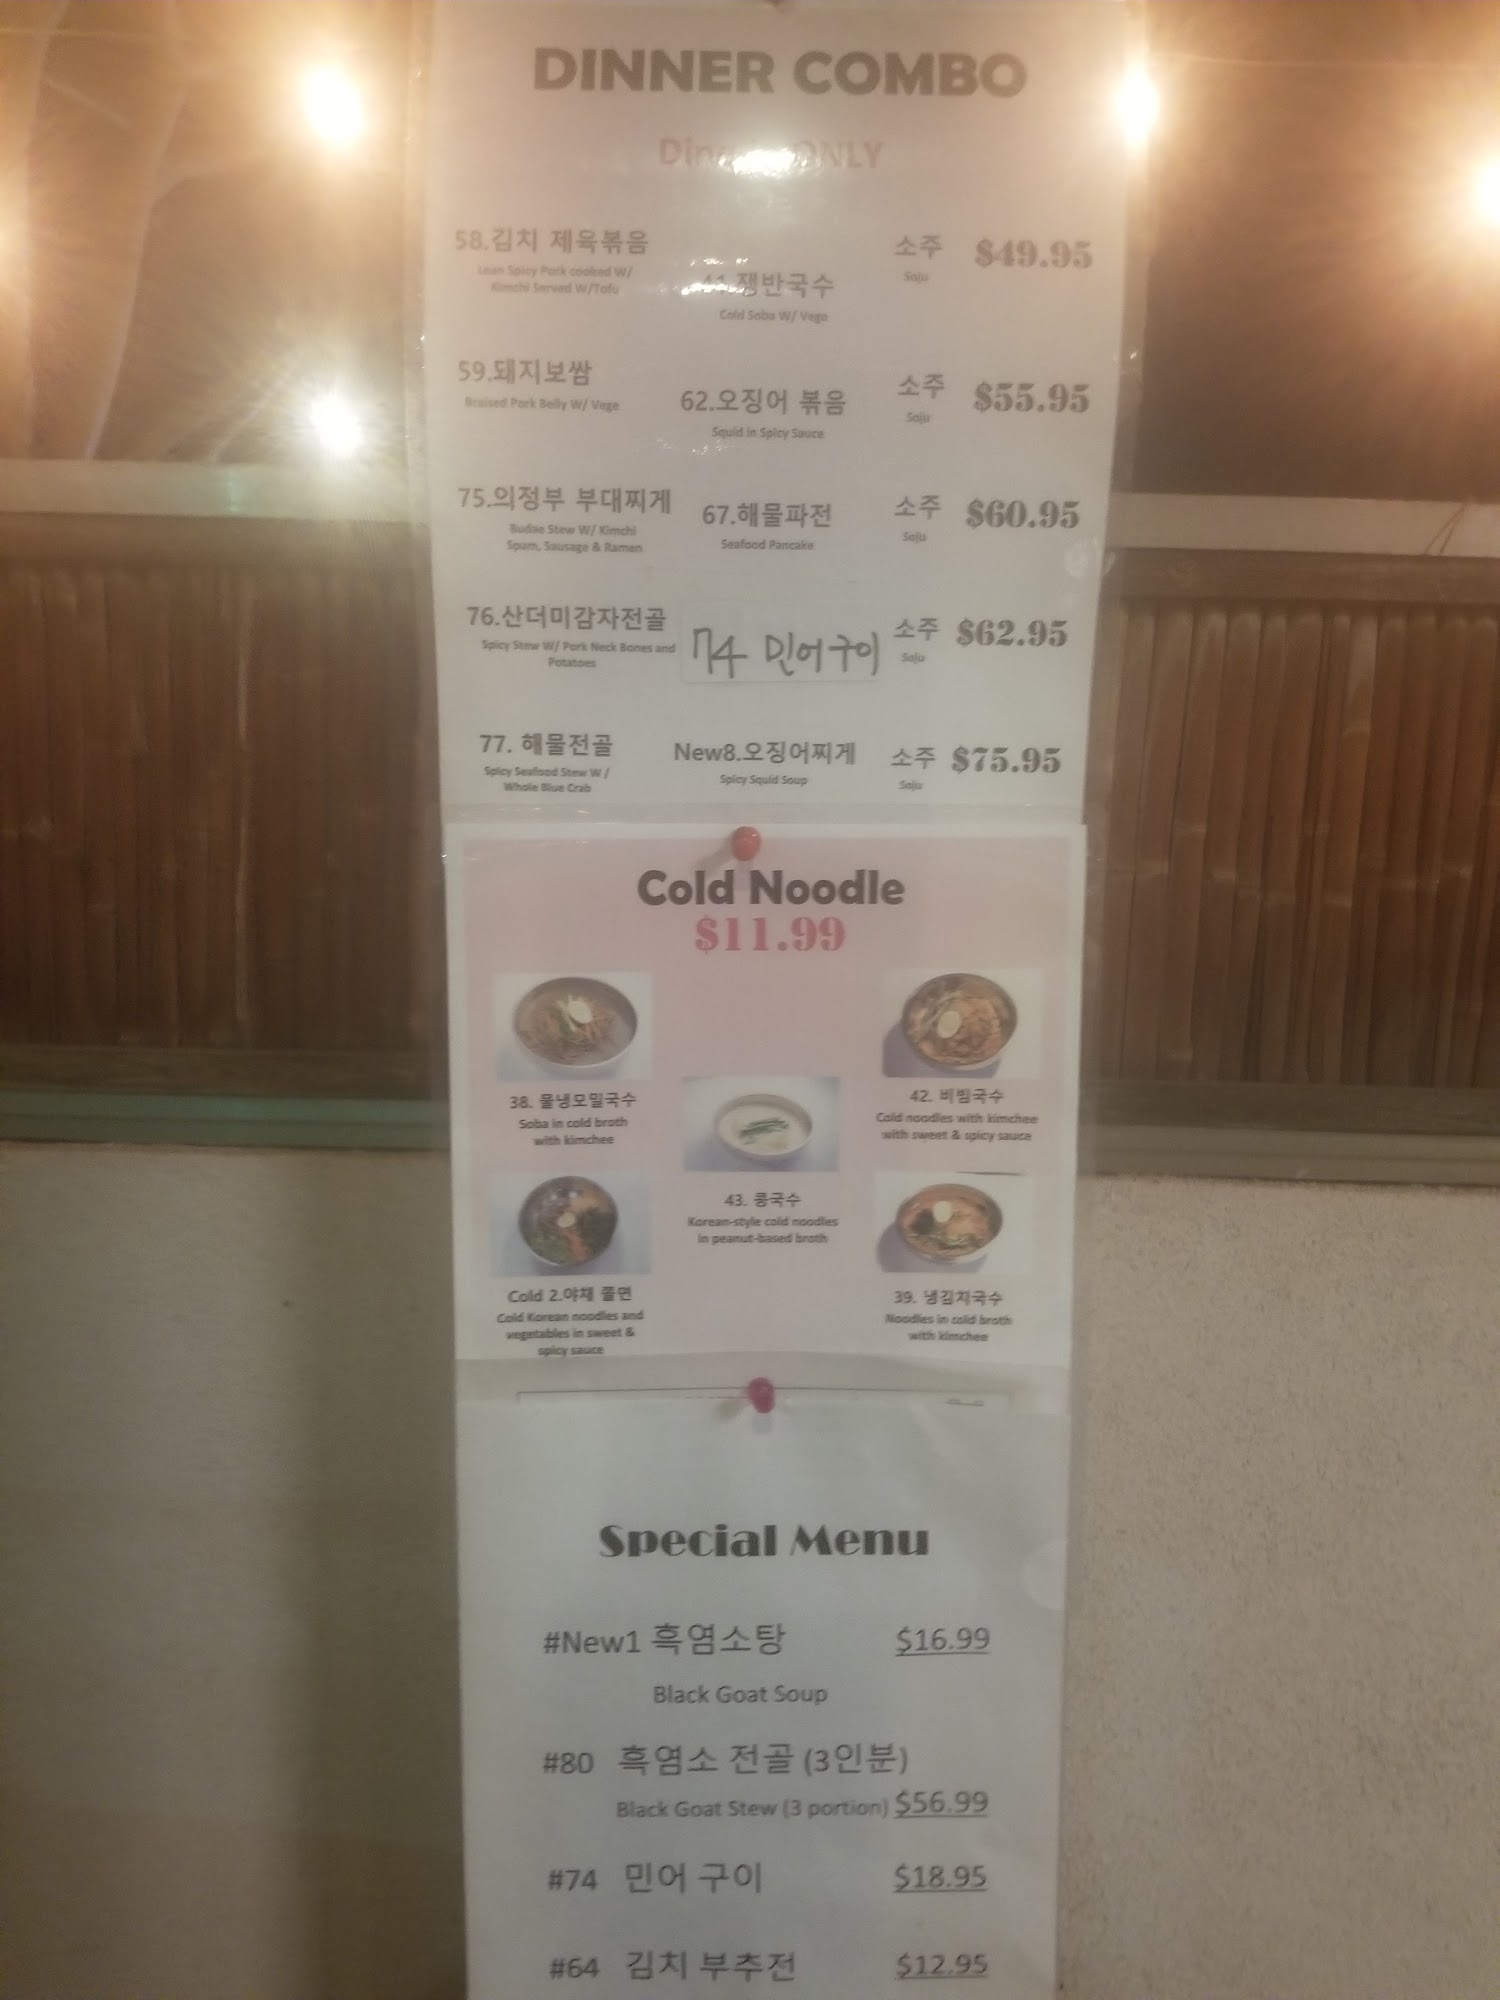 DINNER COMBO
ONLY
58.김치 제육볶음
Lean Spicy Pork cooked W/
Kimchi Served W/Tofu
쟁반국수
Cold Soba W/ Vege
소주
Soju
$49.95
59.돼지보쌈
Braised Pork Belly W/ Vege
62.오징어 볶음
Squid in Spicy Sauce
소주
Soju
$55.95
75.의정부 부대찌게
Budae Stew W/ Kimchi
Spam, Sausage & Ramen
67.해물파전
Seafood Pancake
소주
Soju
$60.95
76.산더미감자전골
Spicy Stew W/ Pork Neck Bones and
Potatoes
74 민어구이
소주
Soju
$62.95
77. 해물전골
Spicy Seafood Stew W/
Whole Blue Crab
New8.오징어찌게
Spicy Squid Soup
소주
Soju
$75.95
Cold Noodle
$11.99
38. 물냉모밀국수
Soba in cold broth
with kimchee
42. 비빔국수
Cold noodles with kimchee
with sweet & spicy sauce
43. 콩국수
Korean-style cold noodles
in peanut-based broth
Cold 2.야채 쫄면
Cold Korean noodles and
vegetables in sweet &
spicy sauce
39. 냉김치국수
Noodles in cold broth
with kimchee
Special Menu
#New1 흑염소탕 $16.99
Black Goat Soup
#80 흑염소 전골 (3인분)
Black Goat Stew (3 portion) $56.99
#74 민어 구이 $18.95
#64 김치 부추전 $12.95